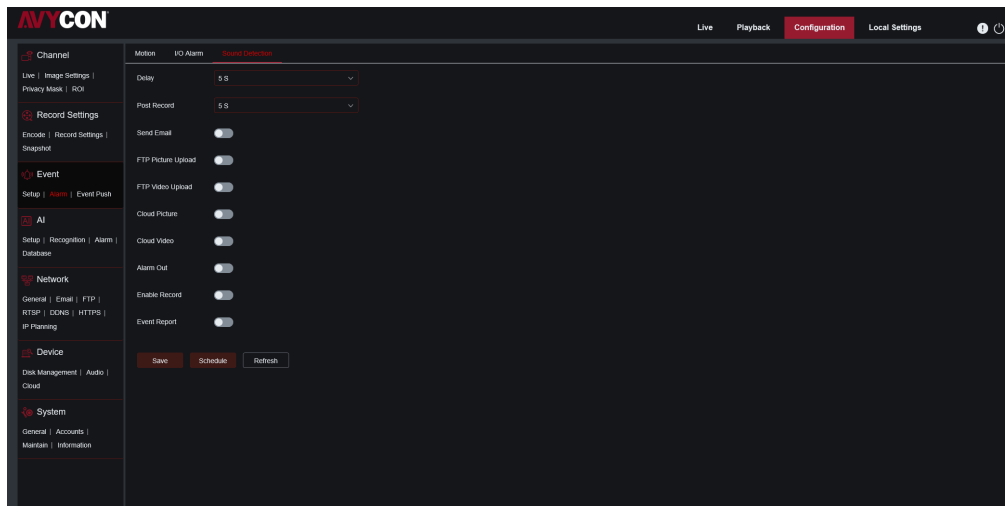 AVYCON
Live Playback Configuration Local Settings
Channel
Live | Image Settings |
Privacy Mask | ROI
Record Settings
Encode | Record Settings |
Snapshot
Event
Setup | Alarm | Event Push
AI
Setup | Recognition | Alarm |
Database
Network
General | Email | FTP |
RTSP | DDNS | HTTPS |
IP Planning
Device
Disk Management | Audio |
Cloud
System
General | Accounts |
Maintain | Information
Motion I/O Alarm Sound Detection
Delay 5 S
Post Record 5 S
Send Email
FTP Picture Upload
FTP Video Upload
Cloud Picture
Cloud Video
Alarm Out
Enable Record
Event Report
Save Schedule Refresh